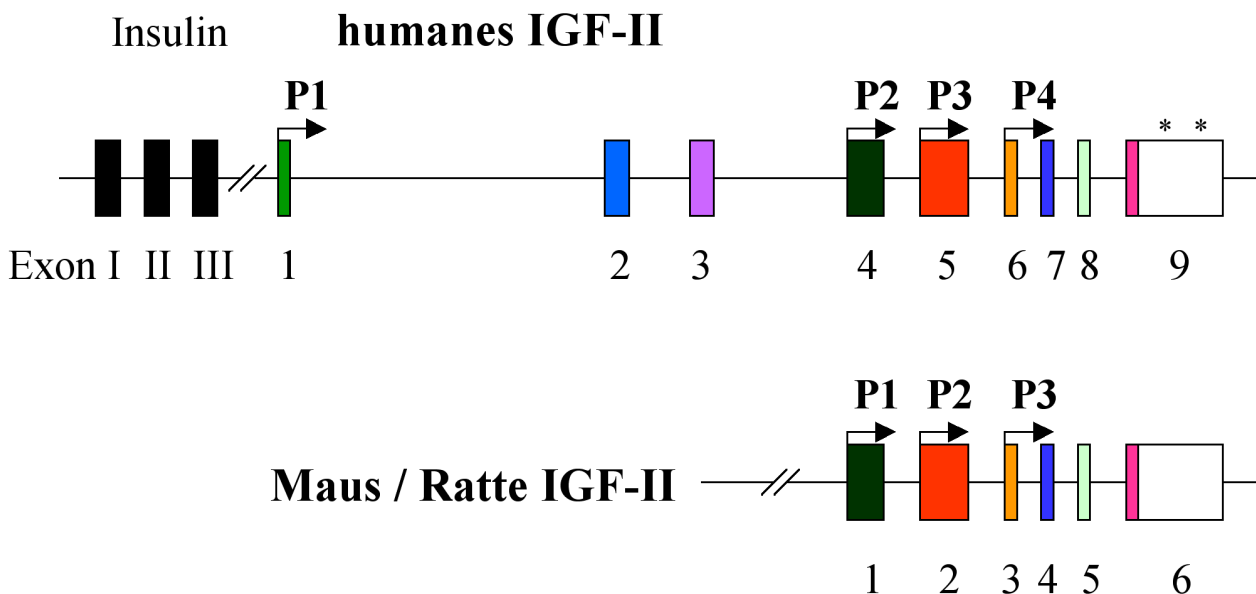 Insulin humanes IGF-II
P1 P2 P3 P4
* *
Exon I II III 1 2 3 4 5 6 7 8 9
P1 P2 P3
Maus / Ratte IGF-II
1 2 3 4 5 6